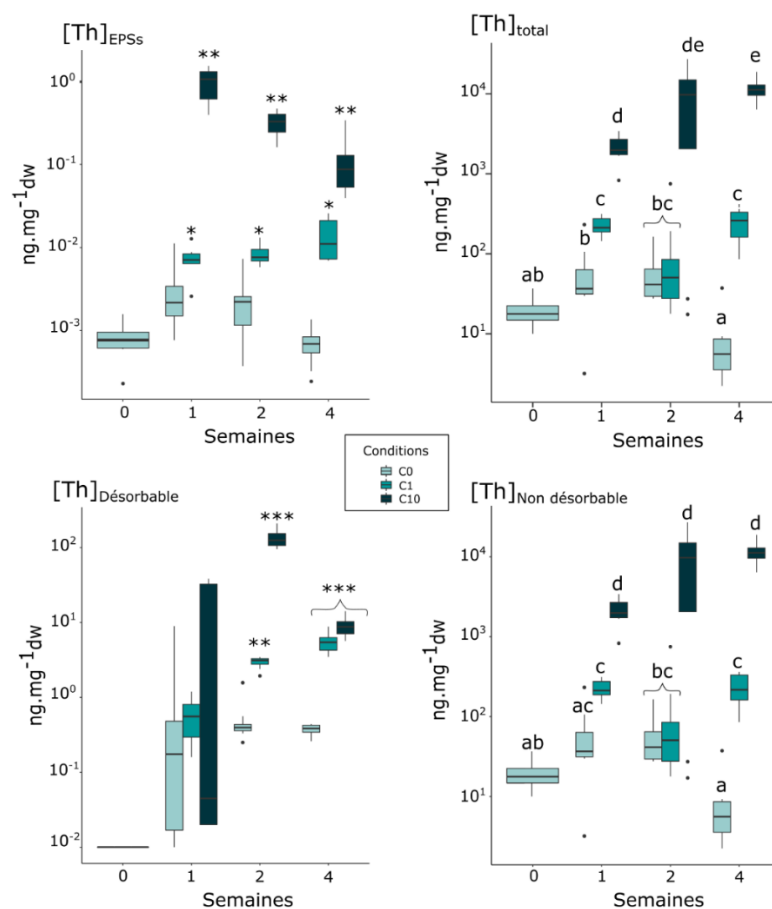 [Th]EPSs
ng.mg⁻¹dw
10⁰
10⁻¹
10⁻²
10⁻³
**
**
**
*
*
*
0 1 2 4
Semaines
[Th]total
ng.mg⁻¹dw
10⁴
10³
10²
10¹
de
e
d
c
bc
c
b
ab
a
0 1 2 4
Semaines
Conditions
C0
C1
C10
[Th]Désorbable
ng.mg⁻¹dw
10²
10¹
10⁰
10⁻¹
10⁻²
***
***
**
0 1 2 4
Semaines
[Th]Non désorbable
ng.mg⁻¹dw
10⁴
10³
10²
10¹
d
d
d
c
bc
c
ac
ab
a
0 1 2 4
Semaines